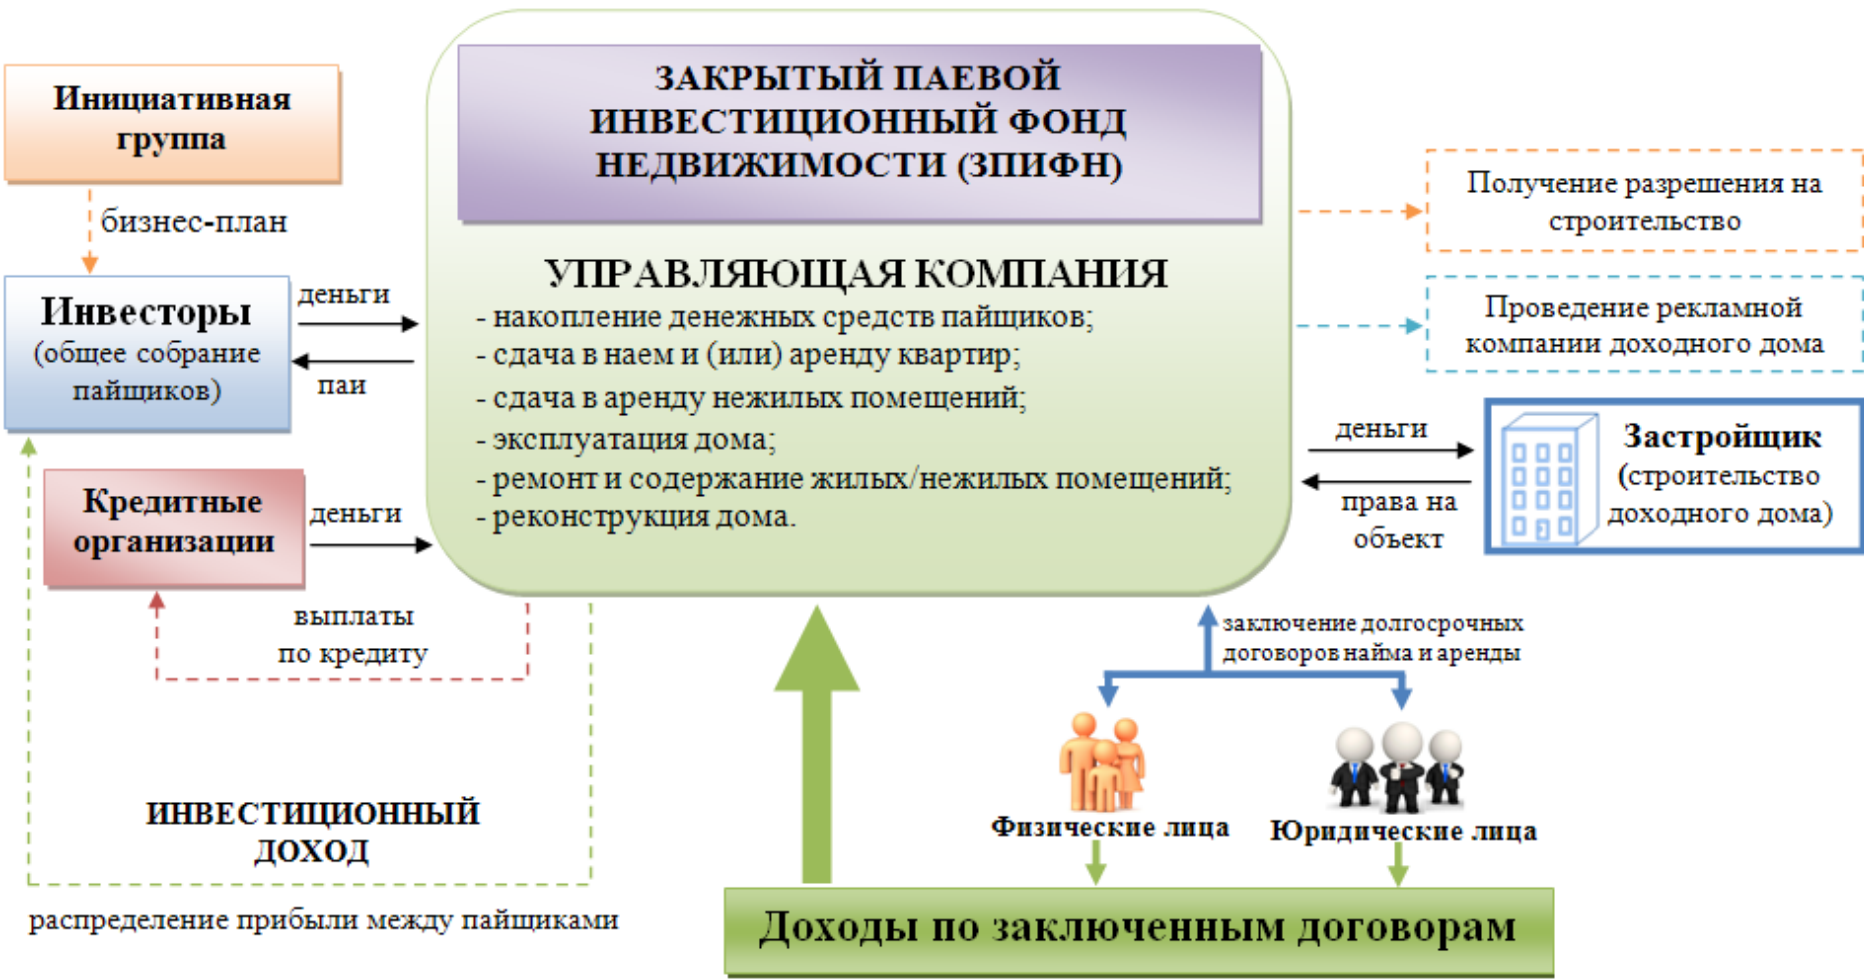 Инициативная
группа
бизнес-план
Инвесторы
(общее собрание
пайщиков)
деньги
паи
Кредитные
организации
деньги
выплаты
по кредиту
ИНВЕСТИЦИОННЫЙ
ДОХОД
распределение прибыли между пайщиками
ЗАКРЫТЫЙ ПАЕВОЙ
ИНВЕСТИЦИОННЫЙ ФОНД
НЕДВИЖИМОСТИ (ЗПИФН)
УПРАВЛЯЮЩАЯ КОМПАНИЯ
- накопление денежных средств пайщиков;
- сдача в наем и (или) аренду квартир;
- сдача в аренду нежилых помещений;
- эксплуатация дома;
- ремонт и содержание жилых/нежилых помещений;
- реконструкция дома.
Получение разрешения на
строительство
Проведение рекламной
компании доходного дома
деньги
права на
объект
Застройщик
(строительство
доходного дома)
заключение долгосрочных
договоров найма и аренды
Физические лица
Юридические лица
Доходы по заключенным договорам